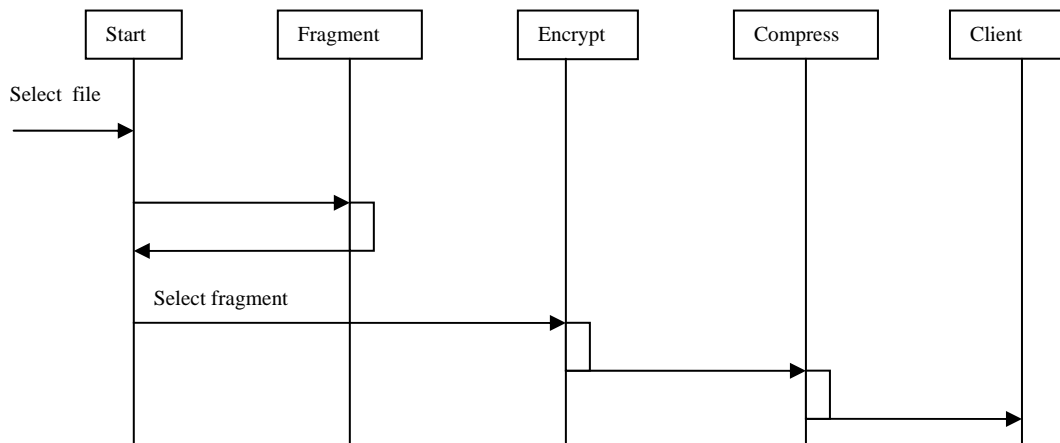 Start
Fragment
Encrypt
Compress
Client
Select file
Select fragment